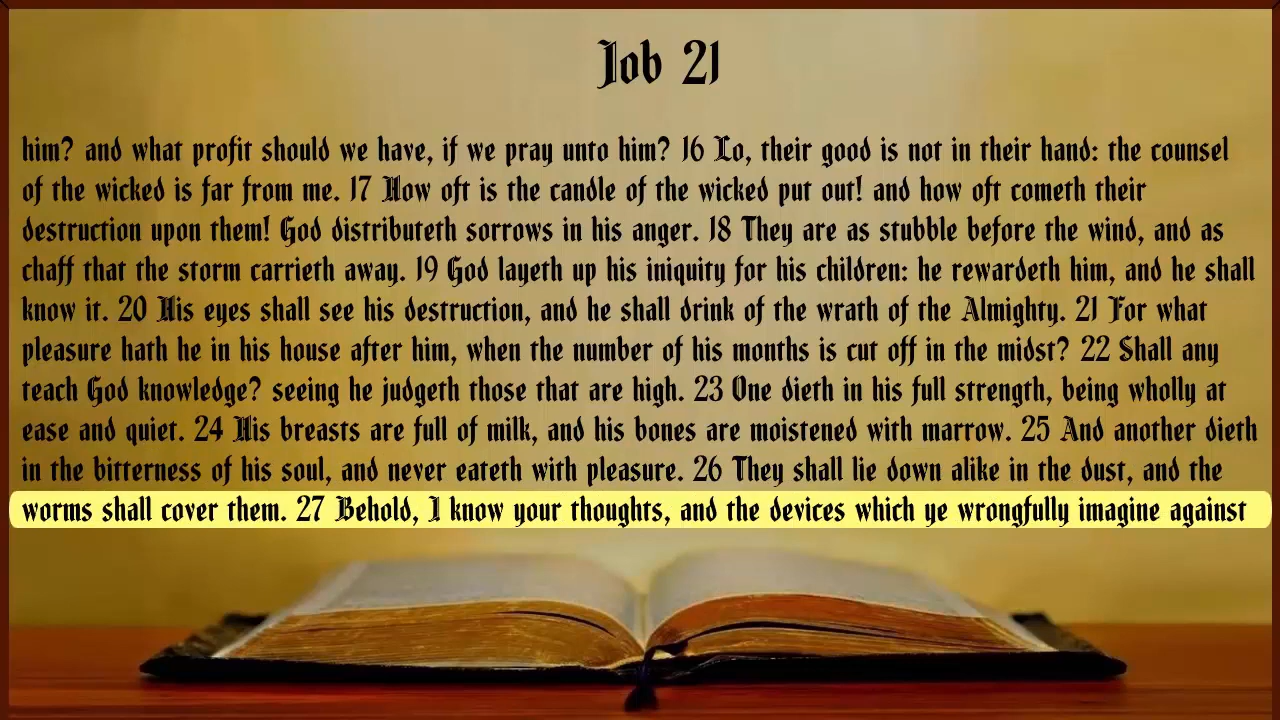 Job 21
him? and what profit should we have, if we pray unto him? 16 Lo, their good is not in their hand: the counsel
of the wicked is far from me. 17 How oft is the candle of the wicked put out! and how oft cometh their
destruction upon them! God distributeth sorrows in his anger. 18 They are as stubble before the wind, and as
chaff that the storm carrieth away. 19 God layeth up his iniquity for his children: he rewardeth him, and he shall
know it. 20 His eyes shall see his destruction, and he shall drink of the wrath of the Almighty. 21 For what
pleasure hath he in his house after him, when the number of his months is cut off in the midst? 22 Shall any
teach God knowledge? seeing he judgeth those that are high. 23 One dieth in his full strength, being wholly at
ease and quiet. 24 His breasts are full of milk, and his bones are moistened with marrow. 25 And another dieth
in the bitterness of his soul, and never eateth with pleasure. 26 They shall lie down alike in the dust, and the
worms shall cover them. 27 Behold, I know your thoughts, and the devices which ye wrongfully imagine against